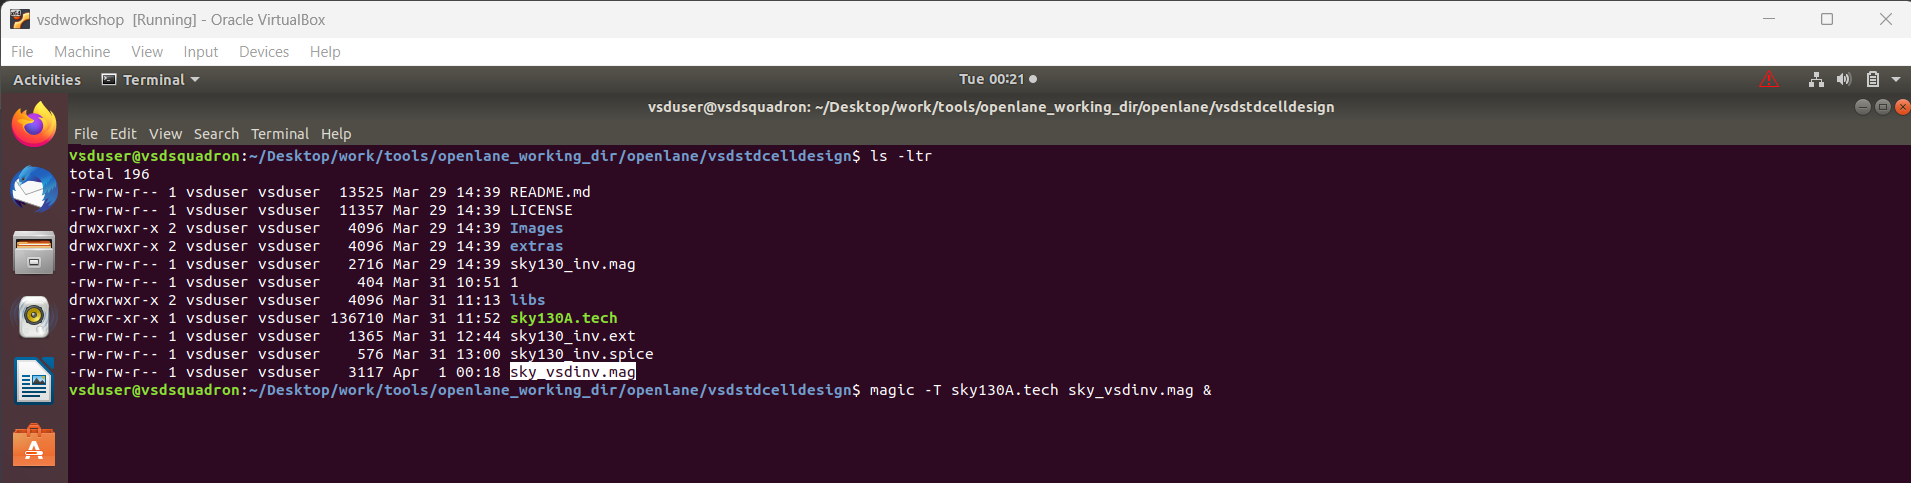 vsdworkshop [Running] - Oracle VirtualBox
File Machine View Input Devices Help
Activities Terminal Tue 00:21
vsduser@vsdsquadron: ~/Desktop/work/tools/openlane_working_dir/openlane/vsdstdcelldesign
File Edit View Search Terminal Help
vsduser@vsdsquadron:~/Desktop/work/tools/openlane_working_dir/openlane/vsdstdcelldesign$ ls -ltr
total 196
-rw-rw-r-- 1 vsduser vsduser  13525 Mar 29 14:39 README.md
-rw-rw-r-- 1 vsduser vsduser  11357 Mar 29 14:39 LICENSE
drwxrwxr-x 2 vsduser vsduser   4096 Mar 29 14:39 Images
drwxrwxr-x 2 vsduser vsduser   4096 Mar 29 14:39 extras
-rw-rw-r-- 1 vsduser vsduser   2716 Mar 29 14:39 sky130_inv.mag
-rw-rw-r-- 1 vsduser vsduser    404 Mar 31 10:51 1
drwxrwxr-x 2 vsduser vsduser   4096 Mar 31 11:13 libs
-rwxr-xr-x 1 vsduser vsduser 136710 Mar 31 11:52 sky130A.tech
-rw-rw-r-- 1 vsduser vsduser   1365 Mar 31 12:44 sky130_inv.ext
-rw-rw-r-- 1 vsduser vsduser    576 Mar 31 13:00 sky130_inv.spice
-rw-rw-r-- 1 vsduser vsduser   3117 Apr  1 00:18 sky_vsdinv.mag
vsduser@vsdsquadron:~/Desktop/work/tools/openlane_working_dir/openlane/vsdstdcelldesign$ magic -T sky130A.tech sky_vsdinv.mag &